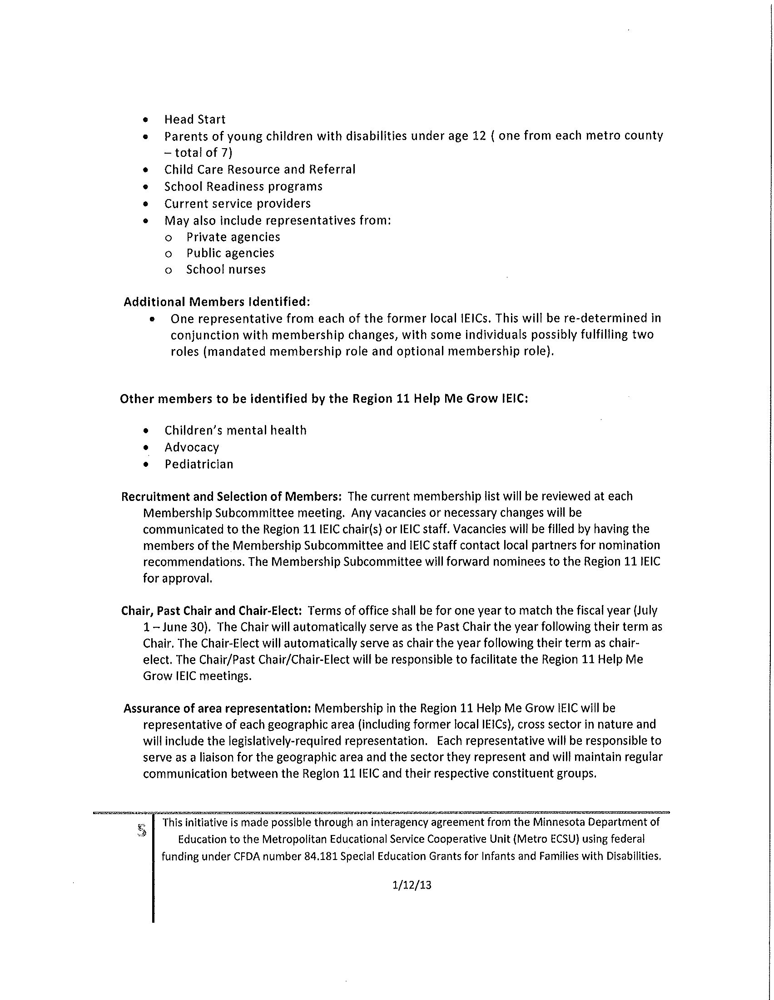 • Head Start
• Parents of young children with disabilities under age 12 ( one from each metro county
– total of 7)
• Child Care Resource and Referral
• School Readiness programs
• Current service providers
• May also include representatives from:
o Private agencies
o Public agencies
o School nurses
Additional Members Identified:
• One representative from each of the former local IEICs. This will be re-determined in
conjunction with membership changes, with some individuals possibly fulfilling two
roles (mandated membership role and optional membership role).
Other members to be identified by the Region 11 Help Me Grow IEIC:
• Children's mental health
• Advocacy
• Pediatrician
Recruitment and Selection of Members: The current membership list will be reviewed at each
Membership Subcommittee meeting. Any vacancies or necessary changes will be
communicated to the Region 11 IEIC chair(s) or IEIC staff. Vacancies will be filled by having the
members of the Membership Subcommittee and IEIC staff contact local partners for nomination
recommendations. The Membership Subcommittee will forward nominees to the Region 11 IEIC
for approval.
Chair, Past Chair and Chair-Elect: Terms of office shall be for one year to match the fiscal year (July
1 – June 30). The Chair will automatically serve as the Past Chair the year following their term as
Chair. The Chair-Elect will automatically serve as chair the year following their term as chair-
elect. The Chair/Past Chair/Chair-Elect will be responsible to facilitate the Region 11 Help Me
Grow IEIC meetings.
Assurance of area representation: Membership in the Region 11 Help Me Grow IEIC will be
representative of each geographic area (including former local IEICs), cross sector in nature and
will include the legislatively-required representation. Each representative will be responsible to
serve as a liaison for the geographic area and the sector they represent and will maintain regular
communication between the Region 11 IEIC and their respective constituent groups.
5
This initiative is made possible through an interagency agreement from the Minnesota Department of
Education to the Metropolitan Educational Service Cooperative Unit (Metro ECSU) using federal
funding under CFDA number 84.181 Special Education Grants for Infants and Families with Disabilities.
1/12/13